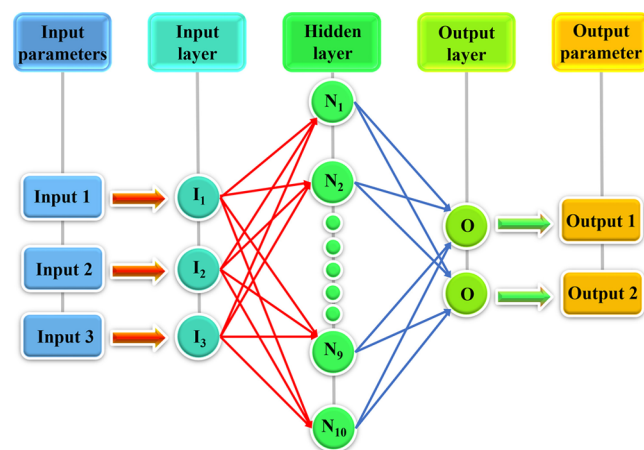 Input
parameters
Input
layer
Hidden
layer
Output
layer
Output
parameter
N₁
Input 1
I₁
N₂
O
Output 1
Input 2
I₂
O
Output 2
Input 3
I₃
N₉
N₁₀